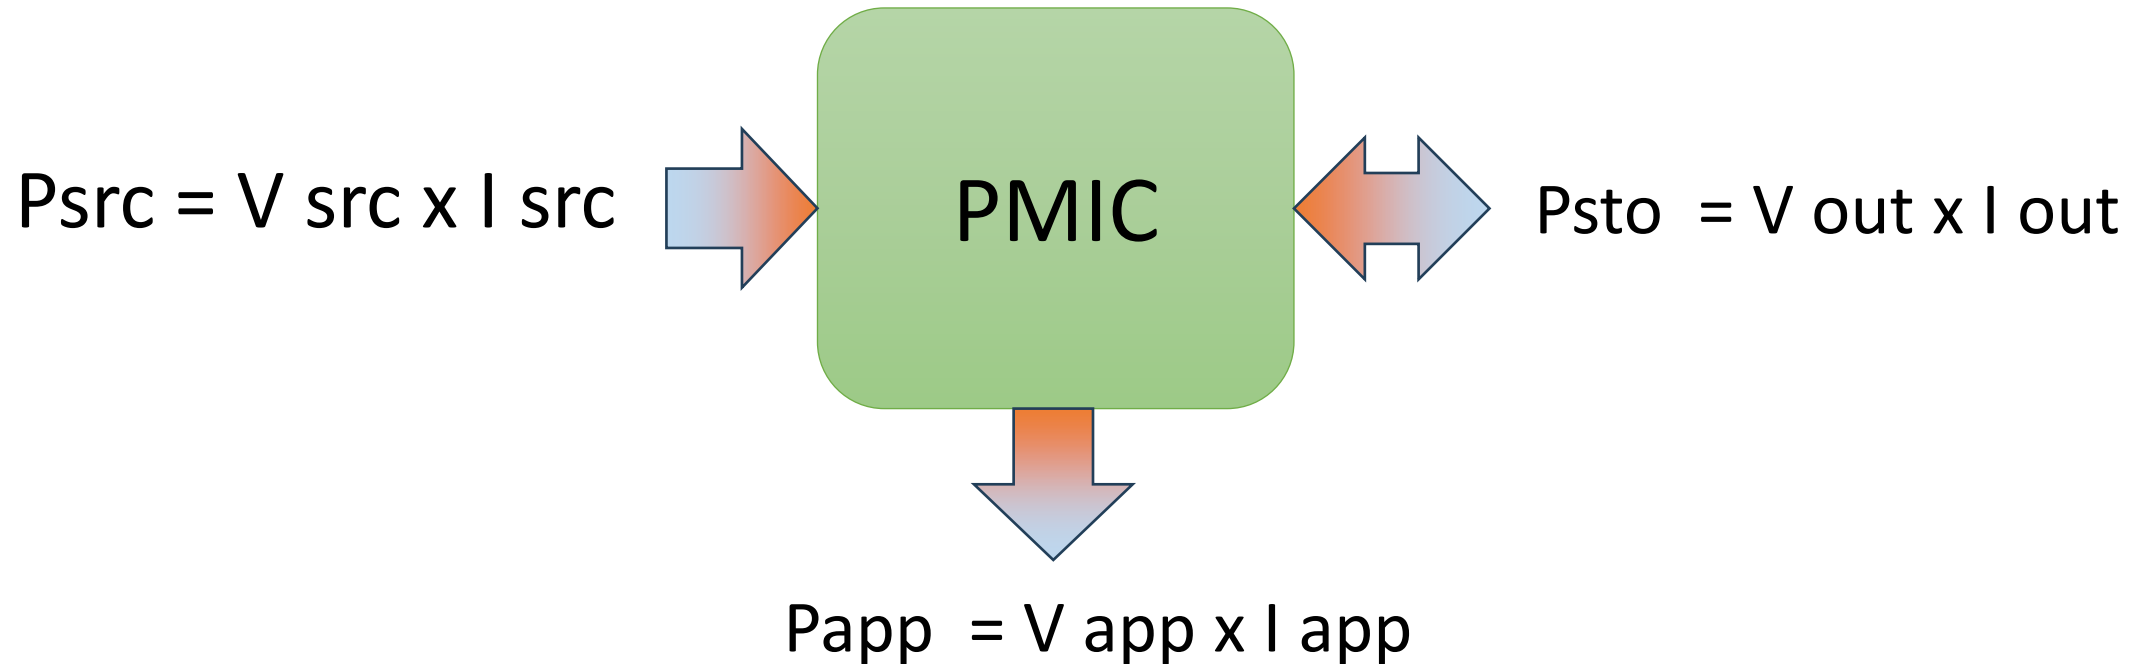 Psrc = V src x I src
PMIC
Psto = V out x I out
Papp = V app x I app